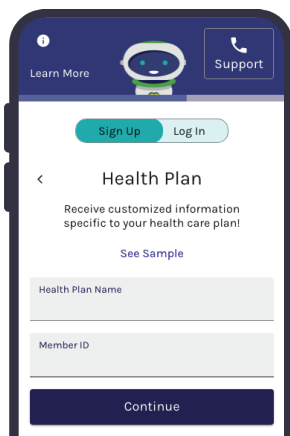 Learn More
Support
Sign Up
Log In
Health Plan
Receive customized information
specific to your health care plan!
See Sample
Health Plan Name
Member ID
Continue